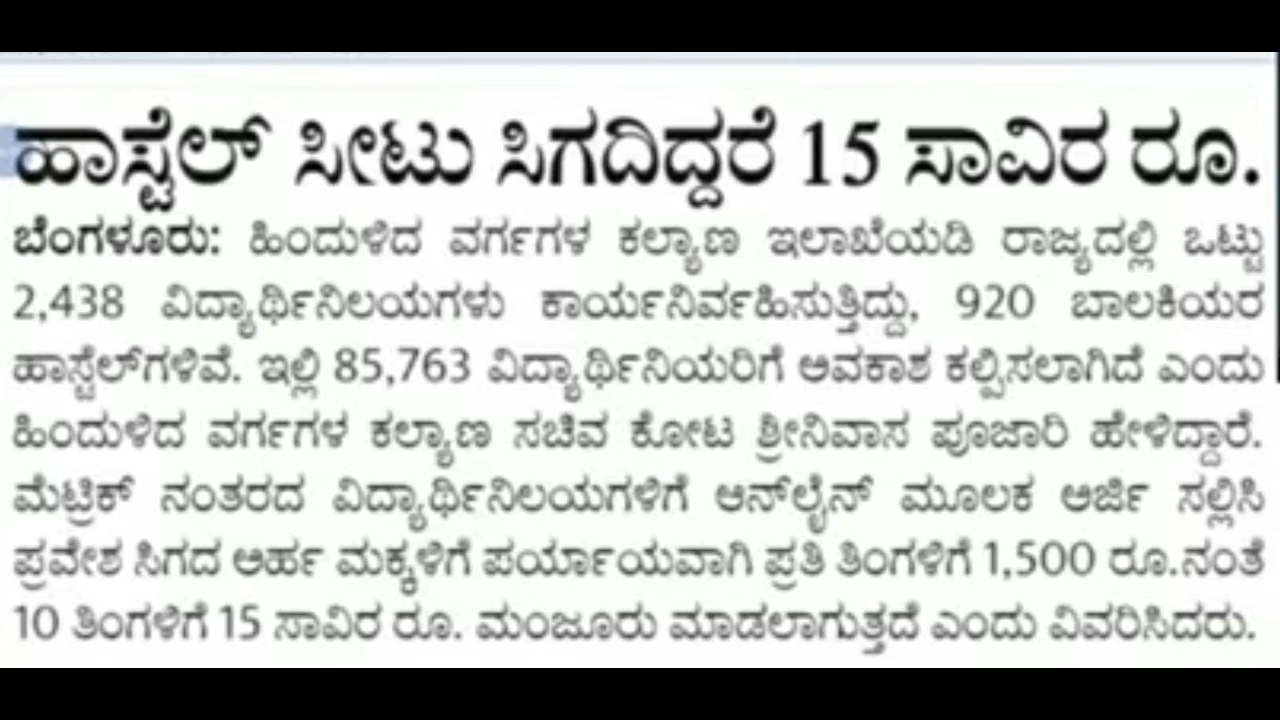 ಹಾಸ್ಟೆಲ್ ಸೀಟು ಸಿಗದಿದ್ದರೆ 15 ಸಾವಿರ ರೂ.
ಬೆಂಗಳೂರು: ಹಿಂದುಳಿದ ವರ್ಗಗಳ ಕಲ್ಯಾಣ ಇಲಾಖೆಯಡಿ ರಾಜ್ಯದಲ್ಲಿ ಒಟ್ಟು
2,438 ವಿದ್ಯಾರ್ಥಿನಿಲಯಗಳು ಕಾರ್ಯನಿರ್ವಹಿಸುತ್ತಿದ್ದು, 920 ಬಾಲಕಿಯರ
ಹಾಸ್ಟೆಲ್‌ಗಳಿವೆ. ಇಲ್ಲಿ 85,763 ವಿದ್ಯಾರ್ಥಿನಿಯರಿಗೆ ಅವಕಾಶ ಕಲ್ಪಿಸಲಾಗಿದೆ ಎಂದು
ಹಿಂದುಳಿದ ವರ್ಗಗಳ ಕಲ್ಯಾಣ ಸಚಿವ ಕೋಟ ಶ್ರೀನಿವಾಸ ಪೂಜಾರಿ ಹೇಳಿದ್ದಾರೆ.
ಮೆಟ್ರಿಕ್ ನಂತರದ ವಿದ್ಯಾರ್ಥಿನಿಲಯಗಳಿಗೆ ಆನ್‌ಲೈನ್ ಮೂಲಕ ಅರ್ಜಿ ಸಲ್ಲಿಸಿ
ಪ್ರವೇಶ ಸಿಗದ ಅರ್ಹ ಮಕ್ಕಳಿಗೆ ಪರ್ಯಾಯವಾಗಿ ಪ್ರತಿ ತಿಂಗಳಿಗೆ 1,500 ರೂ.ನಂತೆ
10 ತಿಂಗಳಿಗೆ 15 ಸಾವಿರ ರೂ. ಮಂಜೂರು ಮಾಡಲಾಗುತ್ತದೆ ಎಂದು ವಿವರಿಸಿದರು.